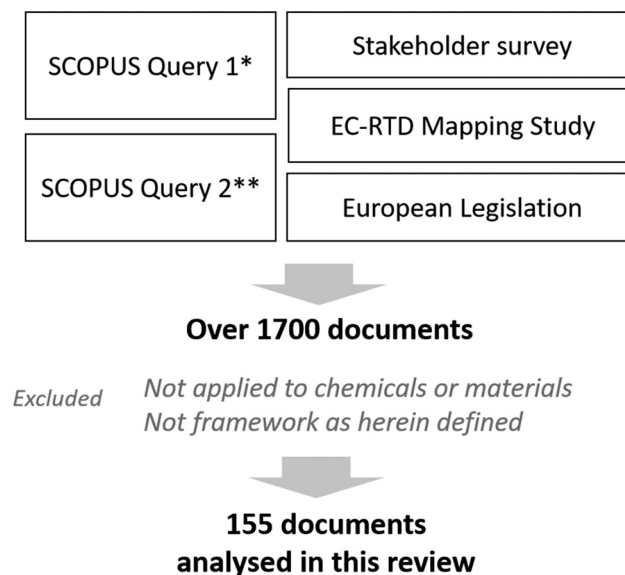 SCOPUS Query 1*
SCOPUS Query 2**
Stakeholder survey
EC-RTD Mapping Study
European Legislation
Over 1700 documents
Excluded
Not applied to chemicals or materials
Not framework as herein defined
155 documents
analysed in this review